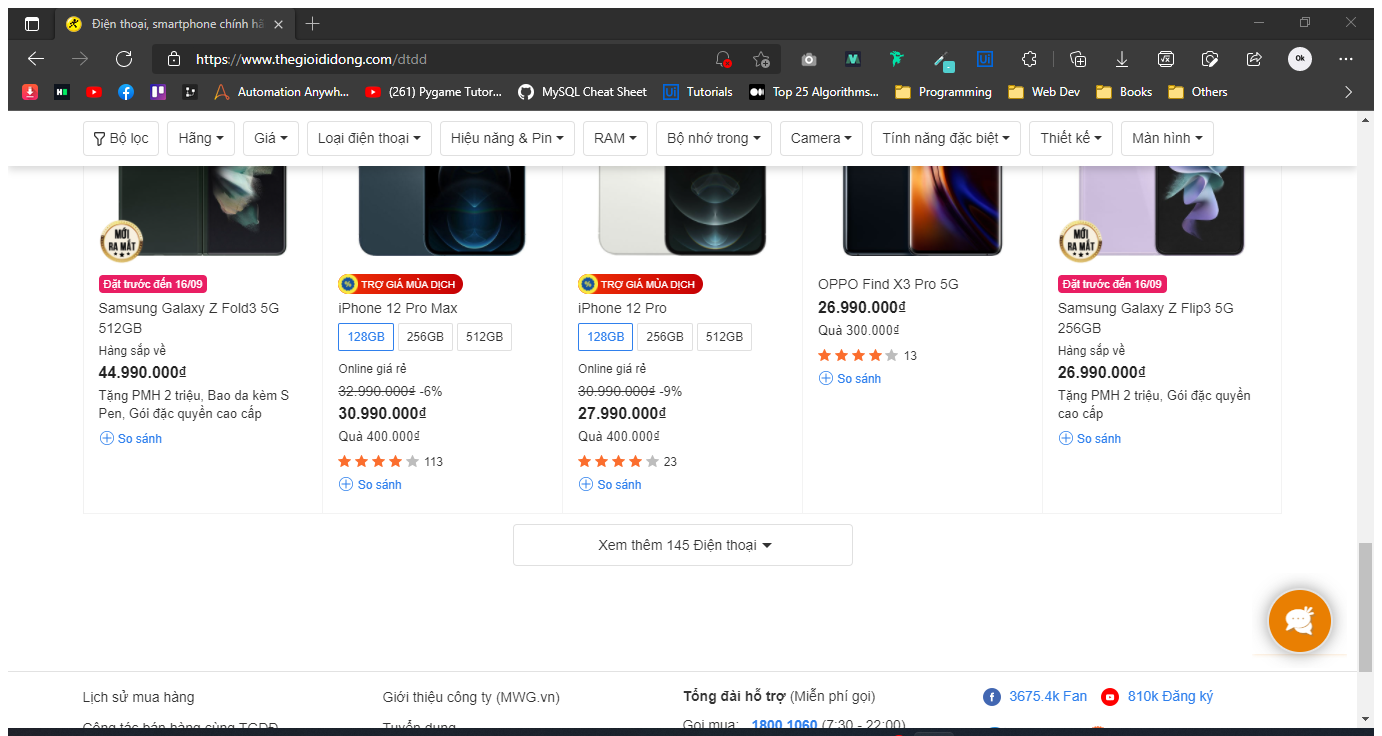 Điện thoại, smartphone chính hã
https://www.thegioididong.com/dtdd
Ok
Automation Anywh...
(261) Pygame Tutor...
MySQL Cheat Sheet
Ui
Tutorials
Top 25 Algorithms...
Programming
Web Dev
Books
Others
Bộ lọc
Hãng
Giá
Loại điện thoại
Hiệu năng & Pin
RAM
Bộ nhớ trong
Camera
Tính năng đặc biệt
Thiết kế
Màn hình
MỚI
RA MẮT
Đặt trước đến 16/09
Samsung Galaxy Z Fold3 5G
512GB
Hàng sắp về
44.990.000₫
Tặng PMH 2 triệu, Bao da kèm S
Pen, Gói đặc quyền cao cấp
So sánh
% TRỢ GIÁ MÙA DỊCH
iPhone 12 Pro Max
128GB 256GB 512GB
Online giá rẻ
32.990.000₫ -6%
30.990.000₫
Quà 400.000₫
113
So sánh
% TRỢ GIÁ MÙA DỊCH
iPhone 12 Pro
128GB 256GB 512GB
Online giá rẻ
30.990.000₫ -9%
27.990.000₫
Quà 400.000₫
23
So sánh
OPPO Find X3 Pro 5G
26.990.000₫
Quà 300.000₫
13
So sánh
MỚI
RA MẮT
Đặt trước đến 16/09
Samsung Galaxy Z Flip3 5G
256GB
Hàng sắp về
26.990.000₫
Tặng PMH 2 triệu, Gói đặc quyền
cao cấp
So sánh
Xem thêm 145 Điện thoại
Lịch sử mua hàng
Giới thiệu công ty (MWG.vn)
Tổng đài hỗ trợ (Miễn phí gọi)
3675.4k Fan
810k Đăng ký
Cộng tác bán hàng cùng TGDĐ
Tuyển dụng
Gọi mua: 1800.1060 (7:30 - 22:00)